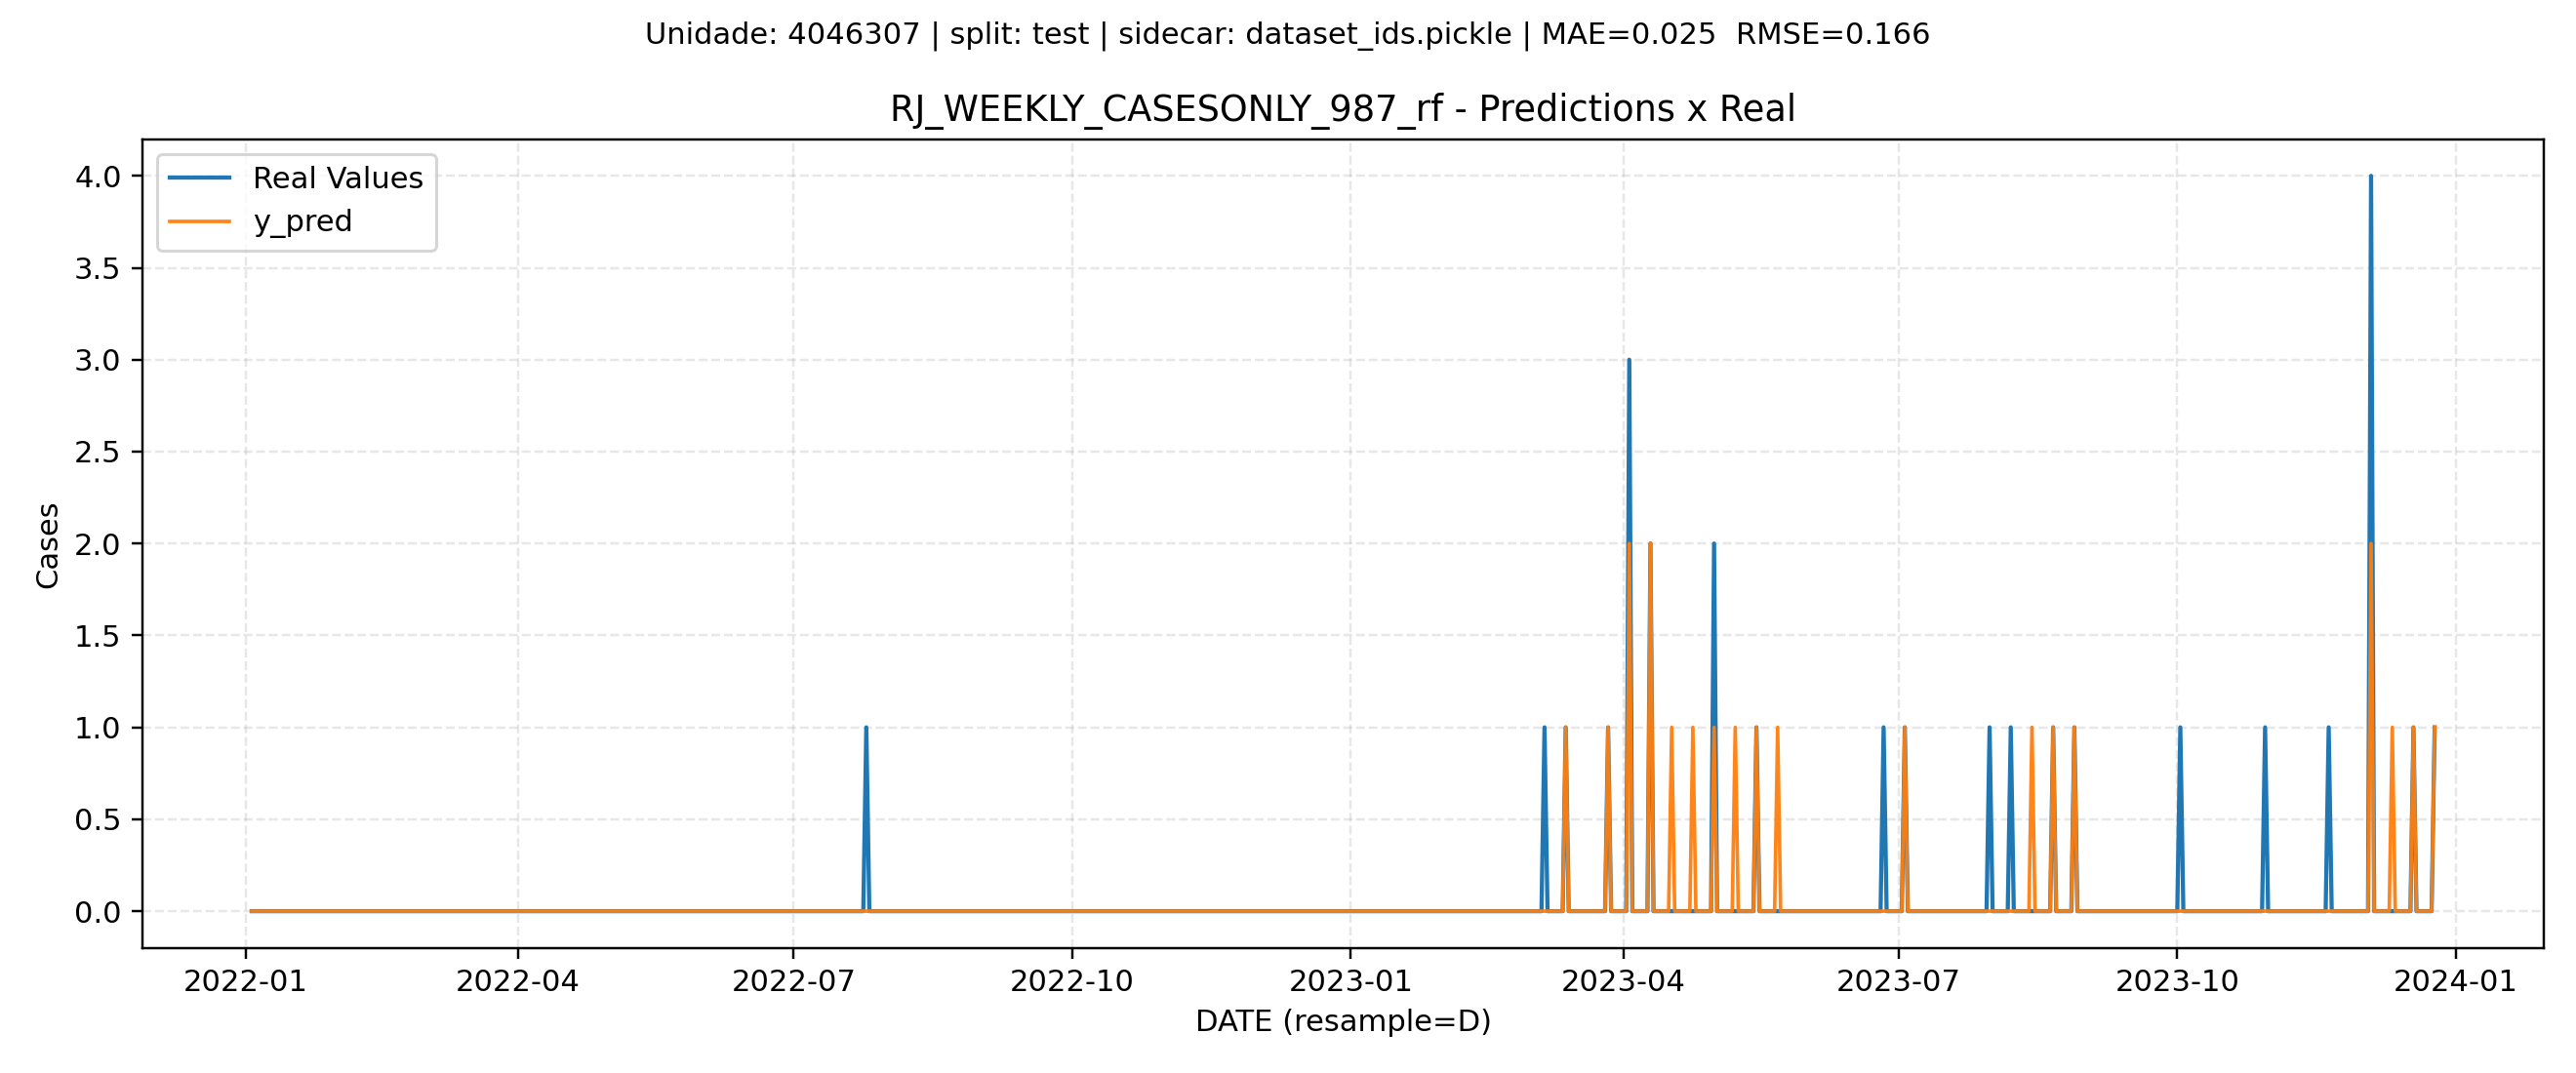 Unidade: 4046307 | split: test | sidecar: dataset_ids.pickle | MAE=0.025  RMSE=0.166
RJ_WEEKLY_CASESONLY_987_rf - Predictions x Real
Real Values
y_pred
4.0
3.5
3.0
2.5
2.0
1.5
1.0
0.5
0.0
Cases
2022-01 2022-04 2022-07 2022-10 2023-01 2023-04 2023-07 2023-10 2024-01
DATE (resample=D)